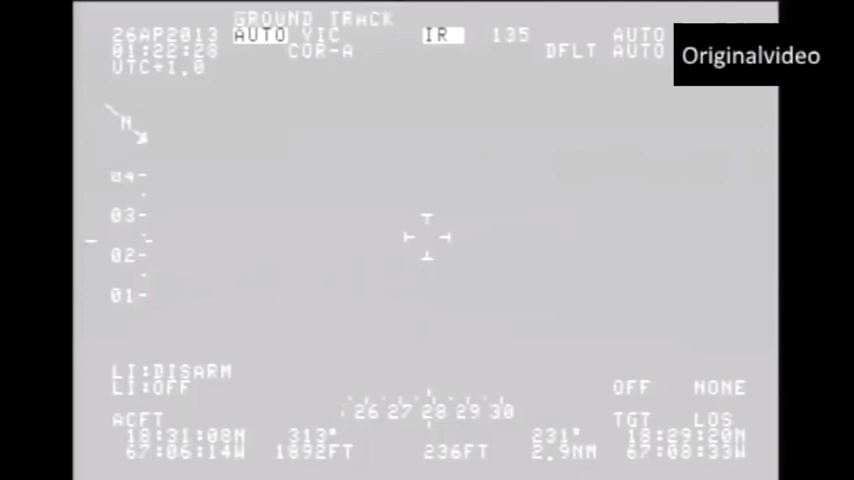 GROUND TRACK
26AP2013 AUTO VIC IR 135 AUTO
01:22:28 COR-A DFLT AUTO
UTC+1.0
Originalvideo
N
04
03
02
01
LI:DISARM
LI:OFF OFF NONE
26 27 28 29 30
ACFT TGT LOS
18:31:08N 313° 231° 18:29:20N
67:06:14W 1892FT 236FT 2.9NM 67:08:33W